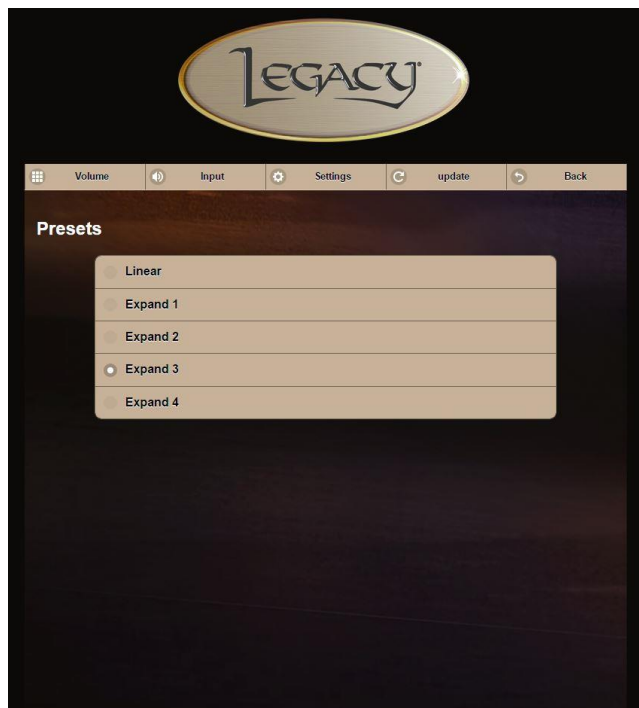 LEGACY
Volume Input Settings update Back
Presets
Linear
Expand 1
Expand 2
Expand 3
Expand 4